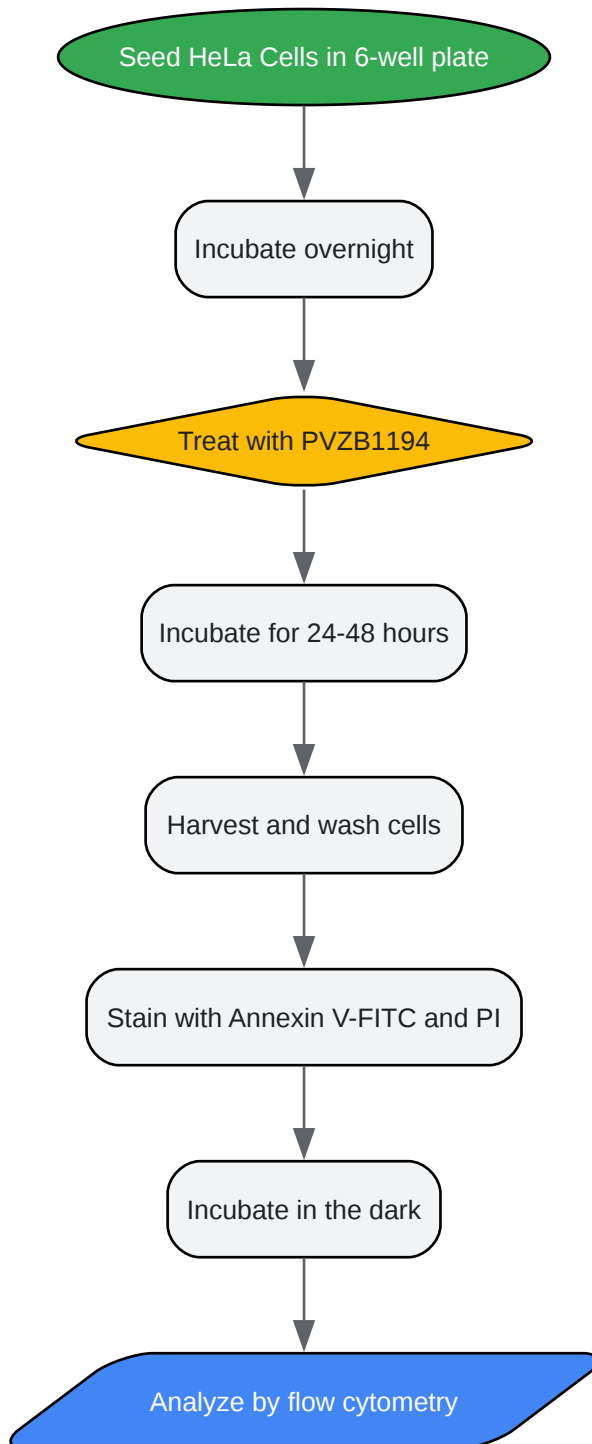 Seed HeLa Cells in 6-well plate
Incubate overnight
Treat with PVZB1194
Incubate for 24-48 hours
Harvest and wash cells
Stain with Annexin V-FITC and PI
Incubate in the dark
Analyze by flow cytometry